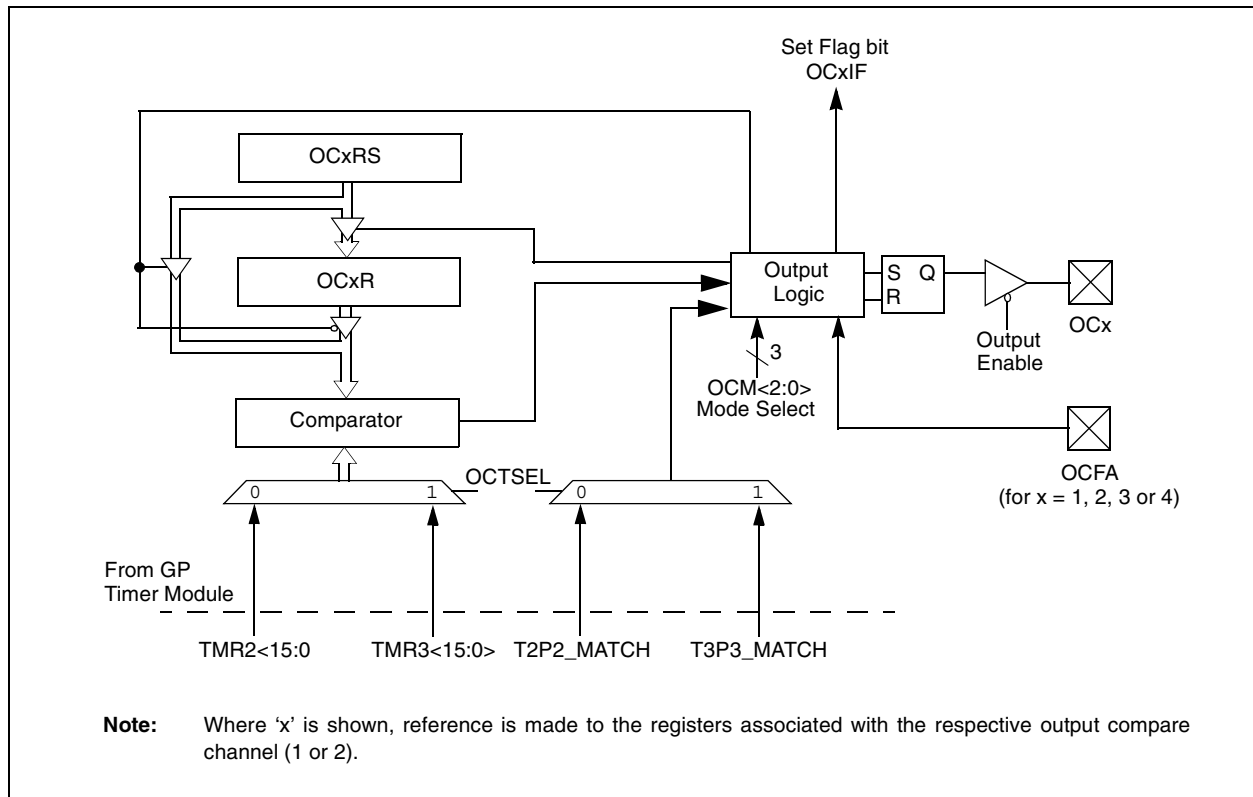 Set Flag bit
OCxIF
OCxRS
OCxR
Output
Logic
S Q
R
OCx
Output
Enable
3
OCM<2:0>
Mode Select
Comparator
OCFA
(for x = 1, 2, 3 or 4)
OCTSEL
0 1
0 1
From GP
Timer Module
TMR2<15:0
TMR3<15:0>
T2P2_MATCH
T3P3_MATCH
Note: Where ‘x’ is shown, reference is made to the registers associated with the respective output compare
channel (1 or 2).